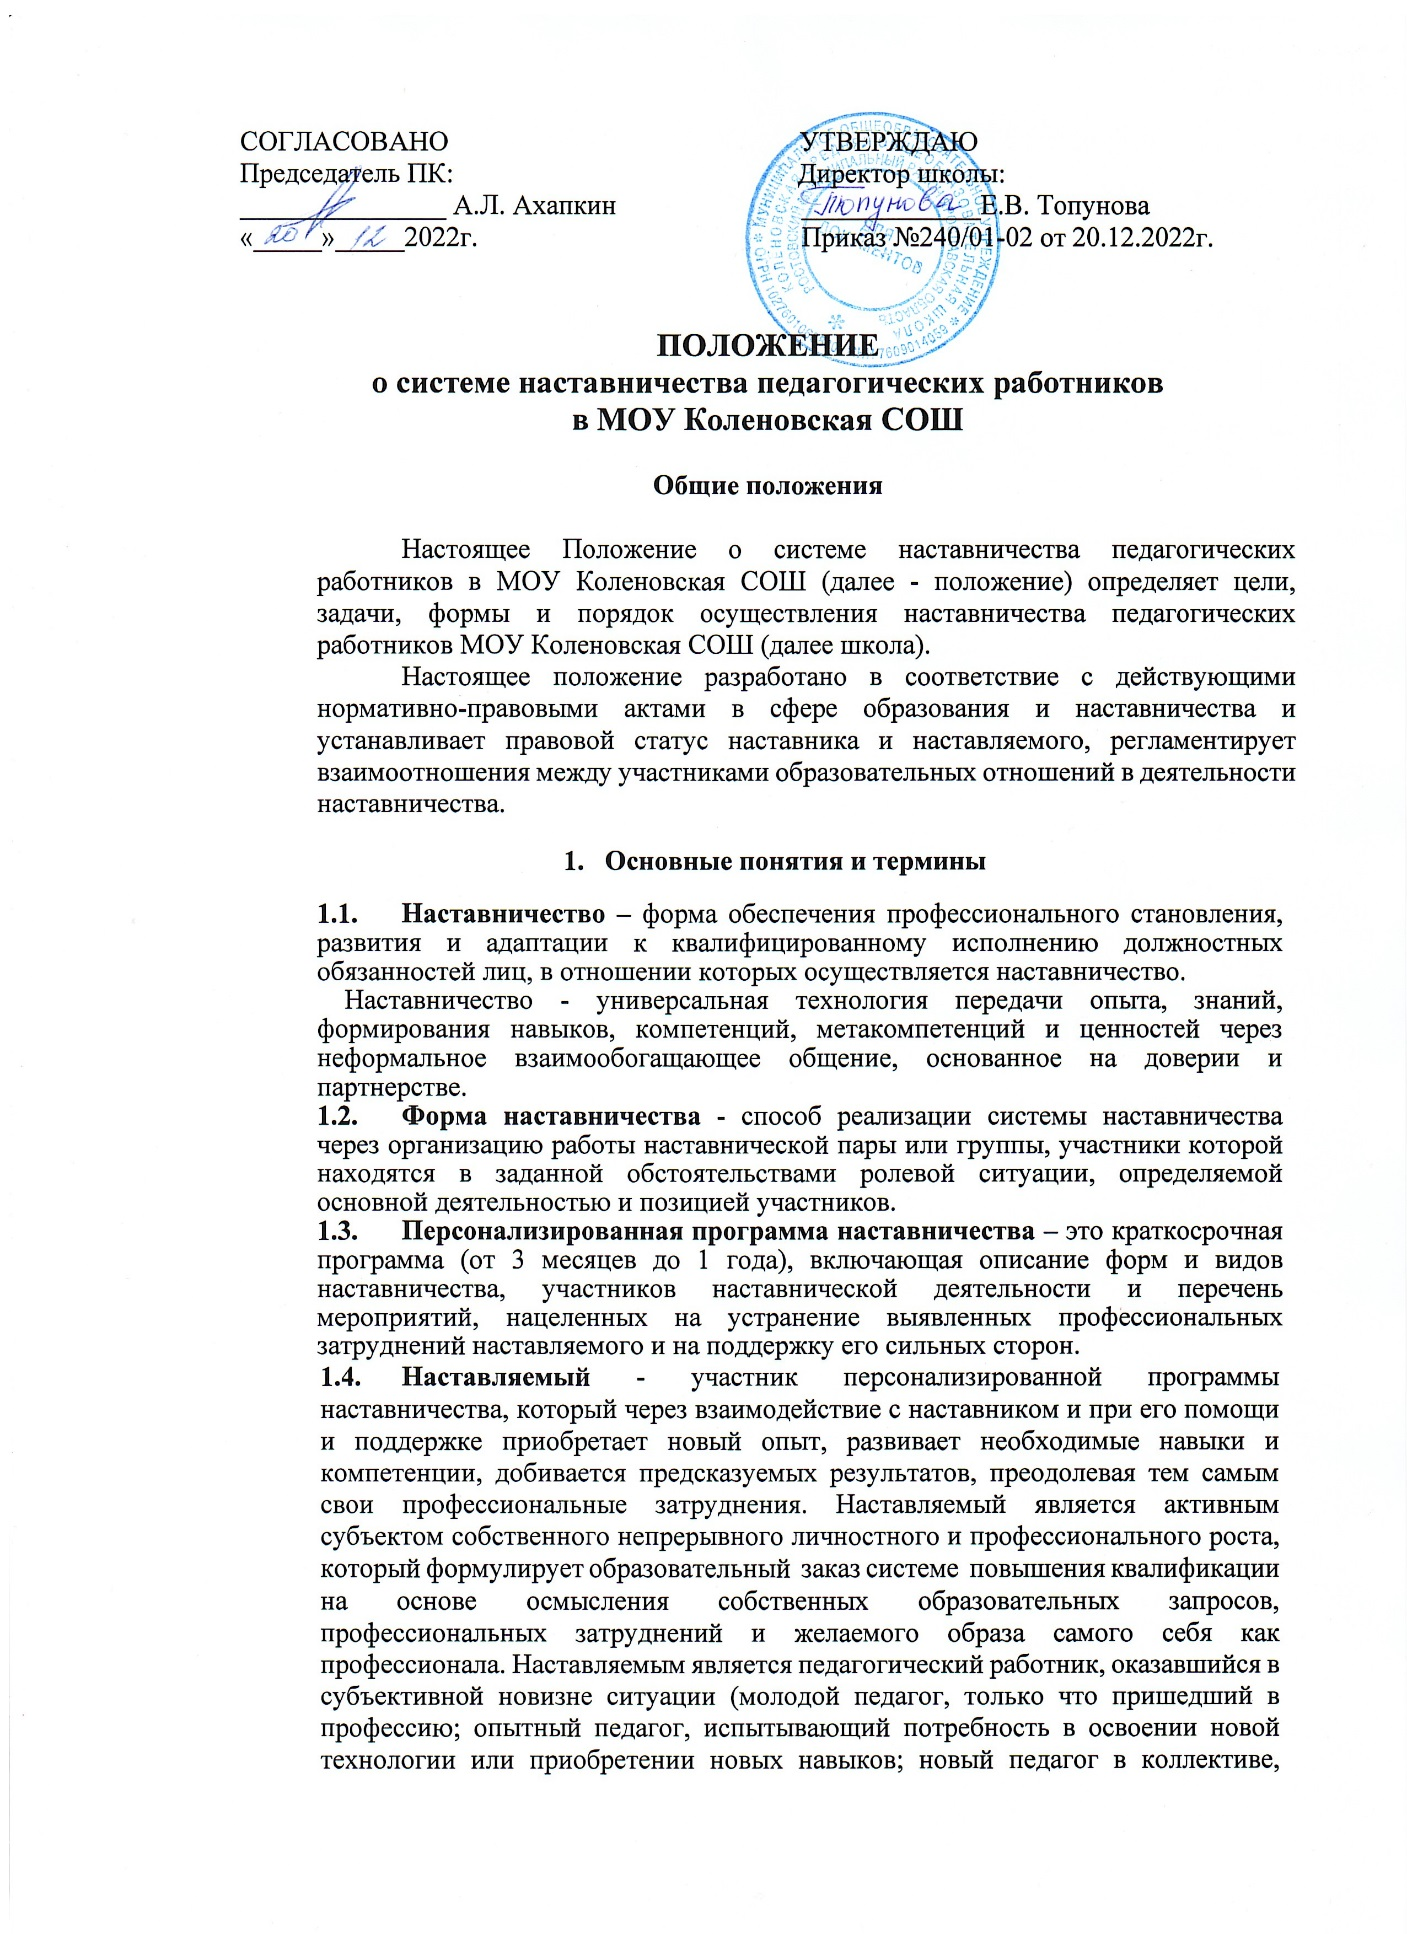 СОГЛАСОВАНО УТВЕРЖДАЮ
Председатель ПК: Директор школы:
_______________ А.Л. Ахапкин Топунова Е.В. Топунова
«20» 12 2022г. Приказ №240/01-02 от 20.12.2022г.
ДЛЯ
ДОКУМЕНТОВ
ПОЛОЖЕНИЕ
о системе наставничества педагогических работников
в МОУ Коленовская СОШ
Общие положения
Настоящее Положение о системе наставничества педагогических
работников в МОУ Коленовская СОШ (далее - положение) определяет цели,
задачи, формы и порядок осуществления наставничества педагогических
работников МОУ Коленовская СОШ (далее школа).
Настоящее положение разработано в соответствие с действующими
нормативно-правовыми актами в сфере образования и наставничества и
устанавливает правовой статус наставника и наставляемого, регламентирует
взаимоотношения между участниками образовательных отношений в деятельности
наставничества.
1. Основные понятия и термины
1.1. Наставничество – форма обеспечения профессионального становления,
развития и адаптации к квалифицированному исполнению должностных
обязанностей лиц, в отношении которых осуществляется наставничество.
Наставничество - универсальная технология передачи опыта, знаний,
формирования навыков, компетенций, метакомпетенций и ценностей через
неформальное взаимообогащающее общение, основанное на доверии и
партнерстве.
1.2. Форма наставничества - способ реализации системы наставничества
через организацию работы наставнической пары или группы, участники которой
находятся в заданной обстоятельствами ролевой ситуации, определяемой
основной деятельностью и позицией участников.
1.3. Персонализированная программа наставничества – это краткосрочная
программа (от 3 месяцев до 1 года), включающая описание форм и видов
наставничества, участников наставнической деятельности и перечень
мероприятий, нацеленных на устранение выявленных профессиональных
затруднений наставляемого и на поддержку его сильных сторон.
1.4. Наставляемый - участник персонализированной программы
наставничества, который через взаимодействие с наставником и при его помощи
и поддержке приобретает новый опыт, развивает необходимые навыки и
компетенции, добивается предсказуемых результатов, преодолевая тем самым
свои профессиональные затруднения. Наставляемый является активным
субъектом собственного непрерывного личностного и профессионального роста,
который формулирует образовательный заказ системе повышения квалификации
на основе осмысления собственных образовательных запросов,
профессиональных затруднений и желаемого образа самого себя как
профессионала. Наставляемым является педагогический работник, оказавшийся в
субъективной новизне ситуации (молодой педагог, только что пришедший в
профессию; опытный педагог, испытывающий потребность в освоении новой
технологии или приобретении новых навыков; новый педагог в коллективе,